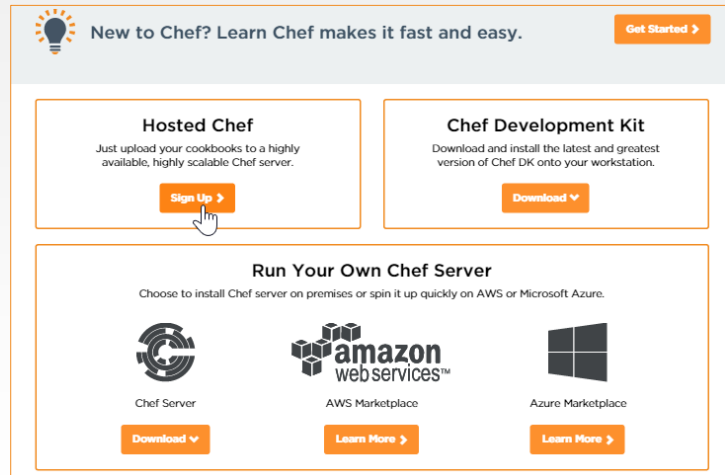 New to Chef? Learn Chef makes it fast and easy.
Get Started
Hosted Chef
Just upload your cookbooks to a highly
available, highly scalable Chef server.
Sign Up
Chef Development Kit
Download and install the latest and greatest
version of Chef DK onto your workstation.
Download
Run Your Own Chef Server
Choose to install Chef server on premises or spin it up quickly on AWS or Microsoft Azure.
amazon
webservices™
Chef Server
AWS Marketplace
Azure Marketplace
Download
Learn More
Learn More